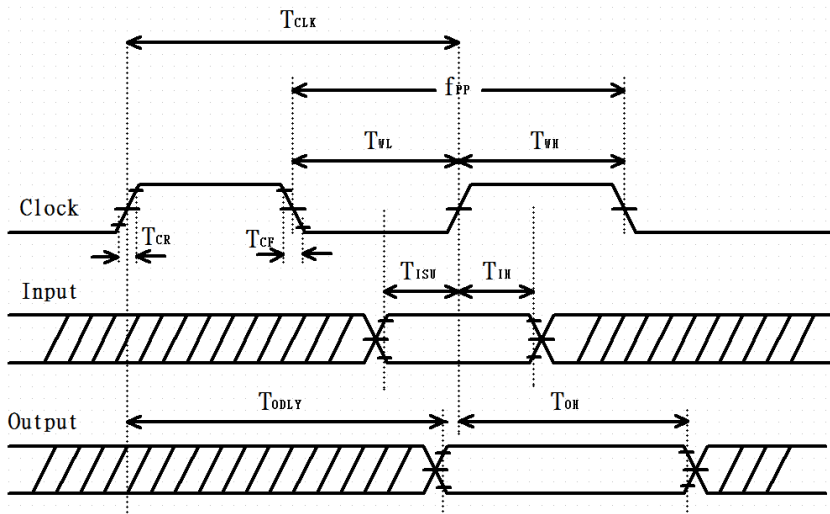 TCLK
fPP
TWL TWH
Clock
TCR TCF
TISU TIH
Input
TODLY TOH
Output